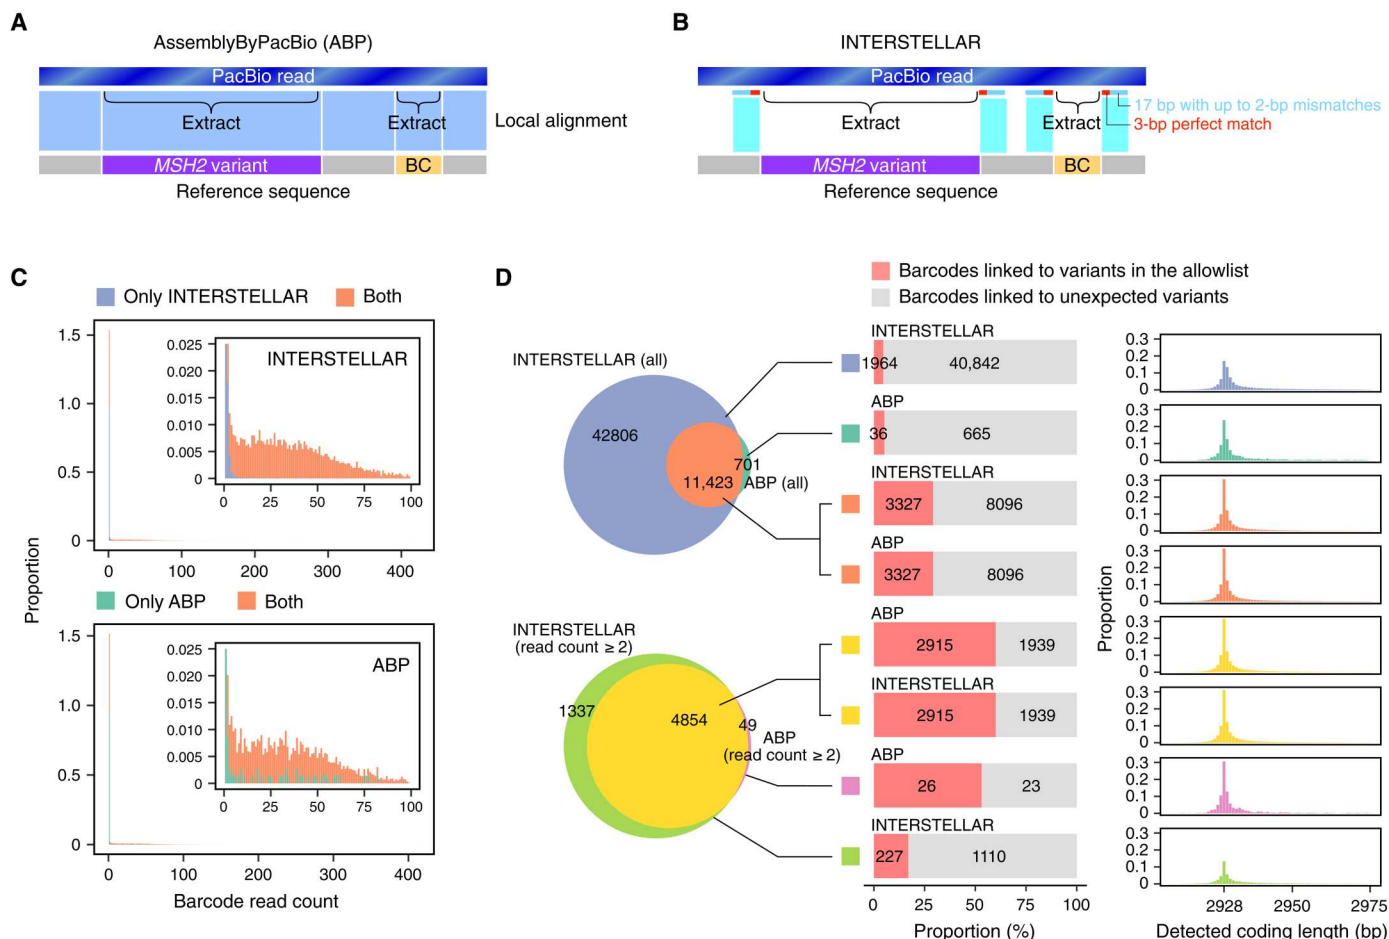 A
AssemblyByPacBio (ABP)
PacBio read
Extract
Extract
Local alignment
MSH2 variant
BC
Reference sequence
B
INTERSTELLAR
PacBio read
Extract
Extract
17 bp with up to 2-bp mismatches
3-bp perfect match
MSH2 variant
BC
Reference sequence
C
Only INTERSTELLAR
Both
1.5
1.0
0.5
0
0.025
0.020
0.015
0.010
0.005
0
INTERSTELLAR
0 25 50 75 100
0 100 200 300 400
Only ABP
Both
1.5
1.0
0.5
0
0.025
0.020
0.015
0.010
0.005
0
ABP
0 25 50 75 100
0 100 200 300 400
Proportion
Barcode read count
D
Barcodes linked to variants in the allowlist
Barcodes linked to unexpected variants
INTERSTELLAR (all)
42806
11,423
701
ABP (all)
INTERSTELLAR
(read count ≥ 2)
1337
4854
49
ABP
(read count ≥ 2)
INTERSTELLAR
1964 40,842
ABP
36 665
INTERSTELLAR
3327 8096
ABP
3327 8096
ABP
2915 1939
INTERSTELLAR
2915 1939
ABP
26 23
INTERSTELLAR
227 1110
0 25 50 75 100
Proportion (%)
Proportion
0.3
0.2
0.1
0
0.3
0.2
0.1
0
0.3
0.2
0.1
0
0.3
0.2
0.1
0
0.3
0.2
0.1
0
0.3
0.2
0.1
0
0.3
0.2
0.1
0
0.3
0.2
0.1
0
2928 2950 2975
Detected coding length (bp)